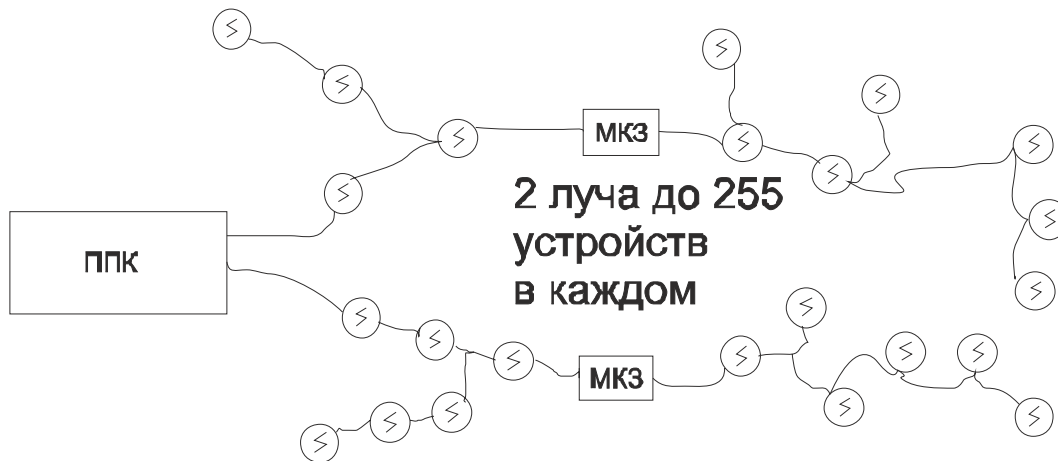 МКЗ
2 луча до 255
устройств
в каждом
ППК
МКЗ